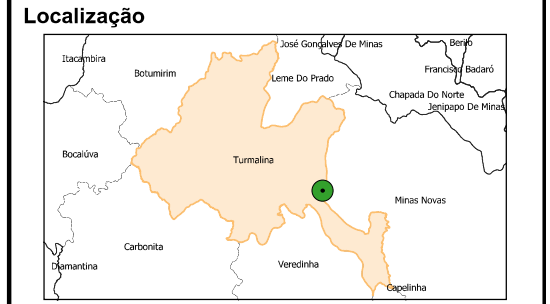 Localização
José Gonçalves De Minas
Berilo
Itacambira
Botumirim
Leme Do Prado
Francisco Badaró
Chapada Do Norte
Jenipapo De Minas
Bocaiúva
Turmalina
Minas Novas
Carbonita
Diamantina
Veredinha
Capelinha